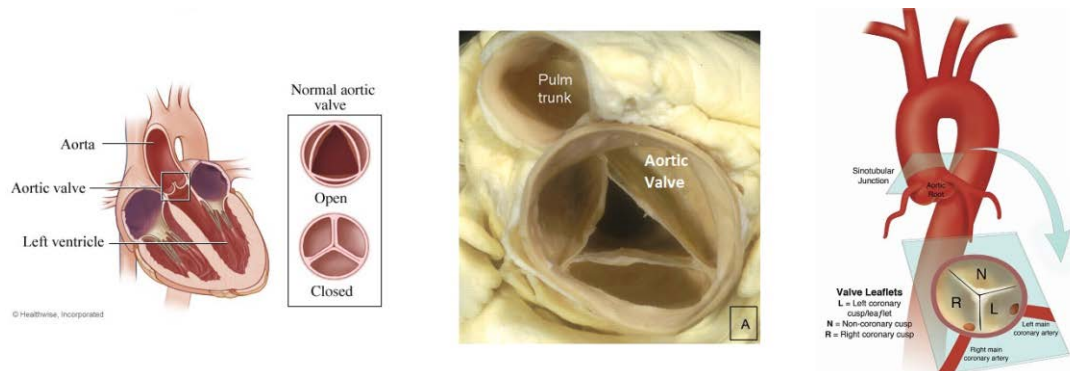 Normal aortic
valve
Aorta
Aortic valve
Left ventricle
Open
Closed
© Healthwise, Incorporated
Pulm
trunk
Aortic
Valve
A
Sinotubular
Junction
Aortic
Root
Valve Leaflets
L = Left coronary
cusp/leaflet
N = Non-coronary cusp
R = Right coronary cusp
N
R
L
Left main
coronary artery
Right main
coronary artery